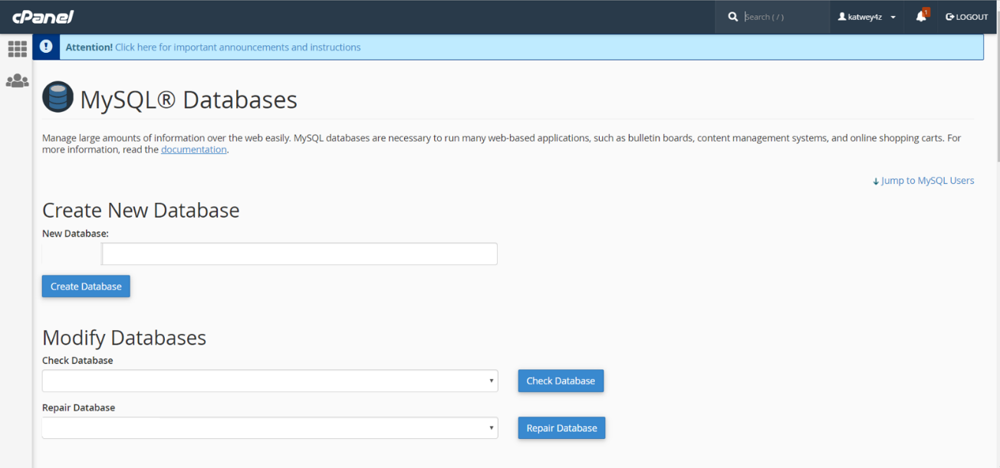 cPanel
Search ( / )
katwey4z
1
LOGOUT
Attention! Click here for important announcements and instructions
MySQL® Databases
Manage large amounts of information over the web easily. MySQL databases are necessary to run many web-based applications, such as bulletin boards, content management systems, and online shopping carts. For
more information, read the documentation.
Jump to MySQL Users
Create New Database
New Database:
Create Database
Modify Databases
Check Database
Check Database
Repair Database
Repair Database